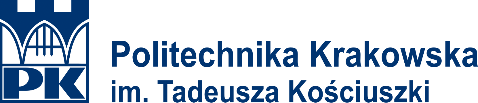 PK
Politechnika Krakowska
im. Tadeusza Kościuszki